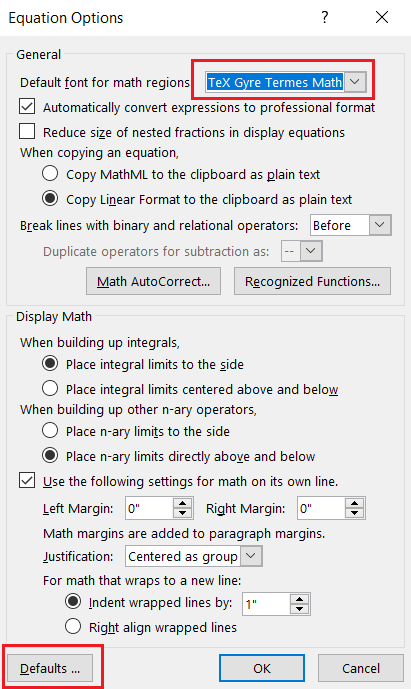 Equation Options ? ×
General
Default font for math regions: TeX Gyre Termes Math
Automatically convert expressions to professional format
Reduce size of nested fractions in display equations
When copying an equation,
Copy MathML to the clipboard as plain text
Copy Linear Format to the clipboard as plain text
Break lines with binary and relational operators: Before
Duplicate operators for subtraction as: --
Math AutoCorrect... Recognized Functions...
Display Math
When building up integrals,
Place integral limits to the side
Place integral limits centered above and below
When building up other n-ary operators,
Place n-ary limits to the side
Place n-ary limits directly above and below
Use the following settings for math on its own line.
Left Margin: 0" Right Margin: 0"
Math margins are added to paragraph margins.
Justification: Centered as group
For math that wraps to a new line:
Indent wrapped lines by: 1"
Right align wrapped lines
Defaults ... OK Cancel